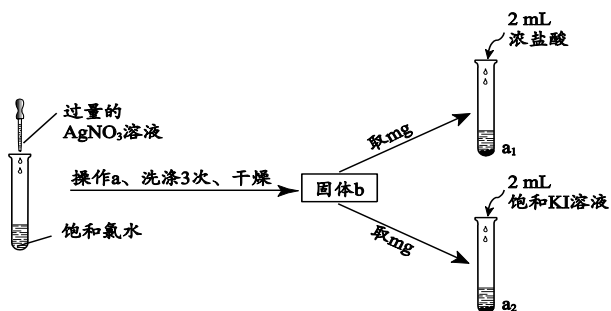 过量的
AgNO₃溶液
饱和氯水
操作a、洗涤3次、干燥
固体b
取mg
2 mL
浓盐酸
a₁
取mg
2 mL
饱和KI溶液
a₂